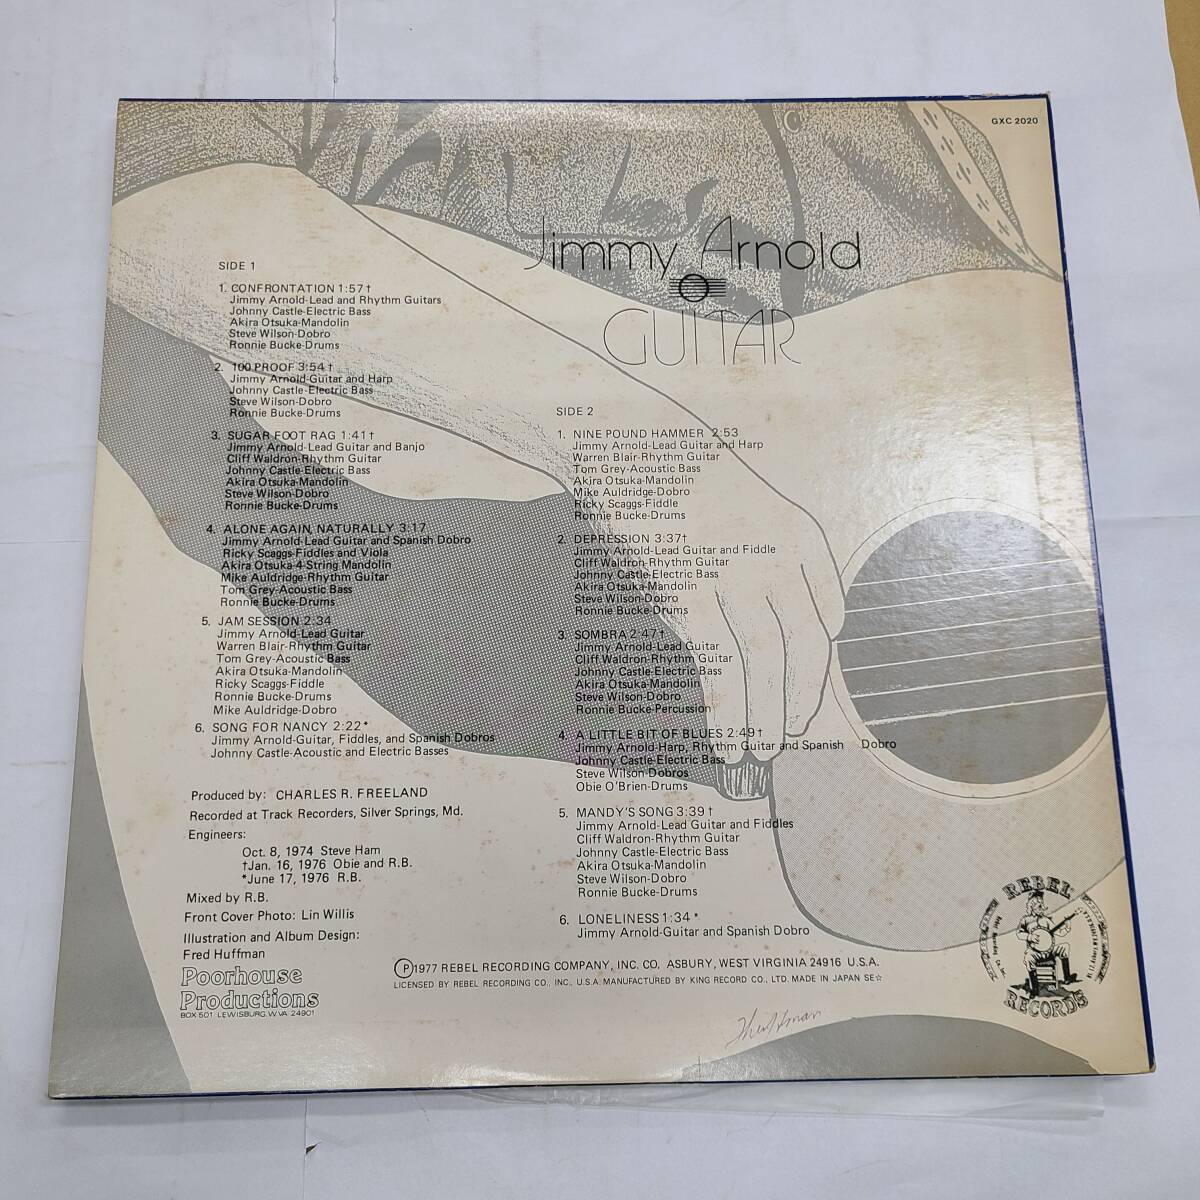 GXC 2020
Jimmy Arnold
GUITAR
SIDE 1
1. CONFRONTATION 1:57†
Jimmy Arnold-Lead and Rhythm Guitars
Johnny Castle-Electric Bass
Akira Otsuka-Mandolin
Steve Wilson-Dobro
Ronnie Bucke-Drums
2. 100 PROOF 3:54†
Jimmy Arnold-Guitar and Harp
Johnny Castle-Electric Bass
Steve Wilson-Dobro
Ronnie Bucke-Drums
3. SUGAR FOOT RAG 1:41†
Jimmy Arnold-Lead Guitar and Banjo
Cliff Waldron-Rhythm Guitar
Johnny Castle-Electric Bass
Akira Otsuka-Mandolin
Steve Wilson-Dobro
Ronnie Bucke-Drums
4. ALONE AGAIN, NATURALLY 3:17
Jimmy Arnold-Lead Guitar and Spanish Dobro
Ricky Scaggs-Fiddles and Viola
Akira Otsuka-4-String Mandolin
Mike Auldridge-Rhythm Guitar
Tom Grey-Acoustic Bass
Ronnie Bucke-Drums
5. JAM SESSION 2:34
Jimmy Arnold-Lead Guitar
Warren Blair-Rhythm Guitar
Tom Grey-Acoustic Bass
Akira Otsuka-Mandolin
Ricky Scaggs-Fiddle
Ronnie Bucke-Drums
Mike Auldridge-Dobro
6. SONG FOR NANCY 2:22*
Jimmy Arnold-Guitar, Fiddles, and Spanish Dobros
Johnny Castle-Acoustic and Electric Basses
SIDE 2
1. NINE POUND HAMMER 2:53
Jimmy Arnold-Lead Guitar and Harp
Warren Blair-Rhythm Guitar
Tom Grey-Acoustic Bass
Akira Otsuka-Mandolin
Mike Auldridge-Dobro
Ricky Scaggs-Fiddle
Ronnie Bucke-Drums
2. DEPRESSION 3:37†
Jimmy Arnold-Lead Guitar and Fiddle
Cliff Waldron-Rhythm Guitar
Johnny Castle-Electric Bass
Akira Otsuka-Mandolin
Steve Wilson-Dobro
Ronnie Bucke-Drums
3. SOMBRA 2:47†
Jimmy Arnold-Lead Guitar
Cliff Waldron-Rhythm Guitar
Johnny Castle-Electric Bass
Akira Otsuka-Mandolin
Steve Wilson-Dobro
Ronnie Bucke-Percussion
4. A LITTLE BIT OF BLUES 2:49†
Jimmy Arnold-Harp, Rhythm Guitar and Spanish Dobro
Johnny Castle-Electric Bass
Steve Wilson-Dobros
Obie O'Brien-Drums
5. MANDY'S SONG 3:39†
Jimmy Arnold-Lead Guitar and Fiddles
Cliff Waldron-Rhythm Guitar
Johnny Castle-Electric Bass
Akira Otsuka-Mandolin
Steve Wilson-Dobro
Ronnie Bucke-Drums
6. LONELINESS 1:34 *
Jimmy Arnold-Guitar and Spanish Dobro
Produced by: CHARLES R. FREELAND
Recorded at Track Recorders, Silver Springs, Md.
Engineers:
Oct. 8, 1974 Steve Ham
†Jan. 16, 1976 Obie and R.B.
*June 17, 1976 R.B.
Mixed by R.B.
Front Cover Photo: Lin Willis
Illustration and Album Design:
Fred Huffman
Poorhouse
Productions
BOX 501 LEWISBURG W.VA 24901
℗1977 REBEL RECORDING COMPANY, INC. CO. ASBURY, WEST VIRGINIA 24916 U.S.A.
LICENSED BY REBEL RECORDING CO., INC. U.S.A. MANUFACTURED BY KING RECORD CO., LTD. MADE IN JAPAN SE☆
REBEL
RECORDS